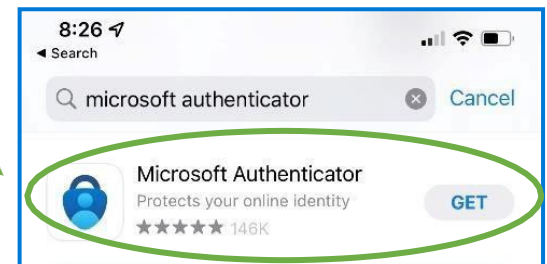 8:26
◀ Search
microsoft authenticator
Cancel
Microsoft Authenticator
Protects your online identity
GET
★★★★★ 146K